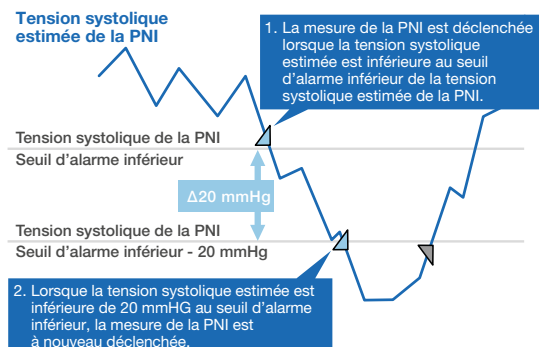 Tension systolique
estimée de la PNI
1. La mesure de la PNI est déclenchée
lorsque la tension systolique
estimée est inférieure au seuil
d'alarme inférieur de la tension
systolique estimée de la PNI.
Tension systolique de la PNI
Seuil d'alarme inférieur
Δ20 mmHg
Tension systolique de la PNI
Seuil d'alarme inférieur - 20 mmHg
2. Lorsque la tension systolique estimée est
inférieure de 20 mmHG au seuil d'alarme
inférieur, la mesure de la PNI est
à nouveau déclenchée.